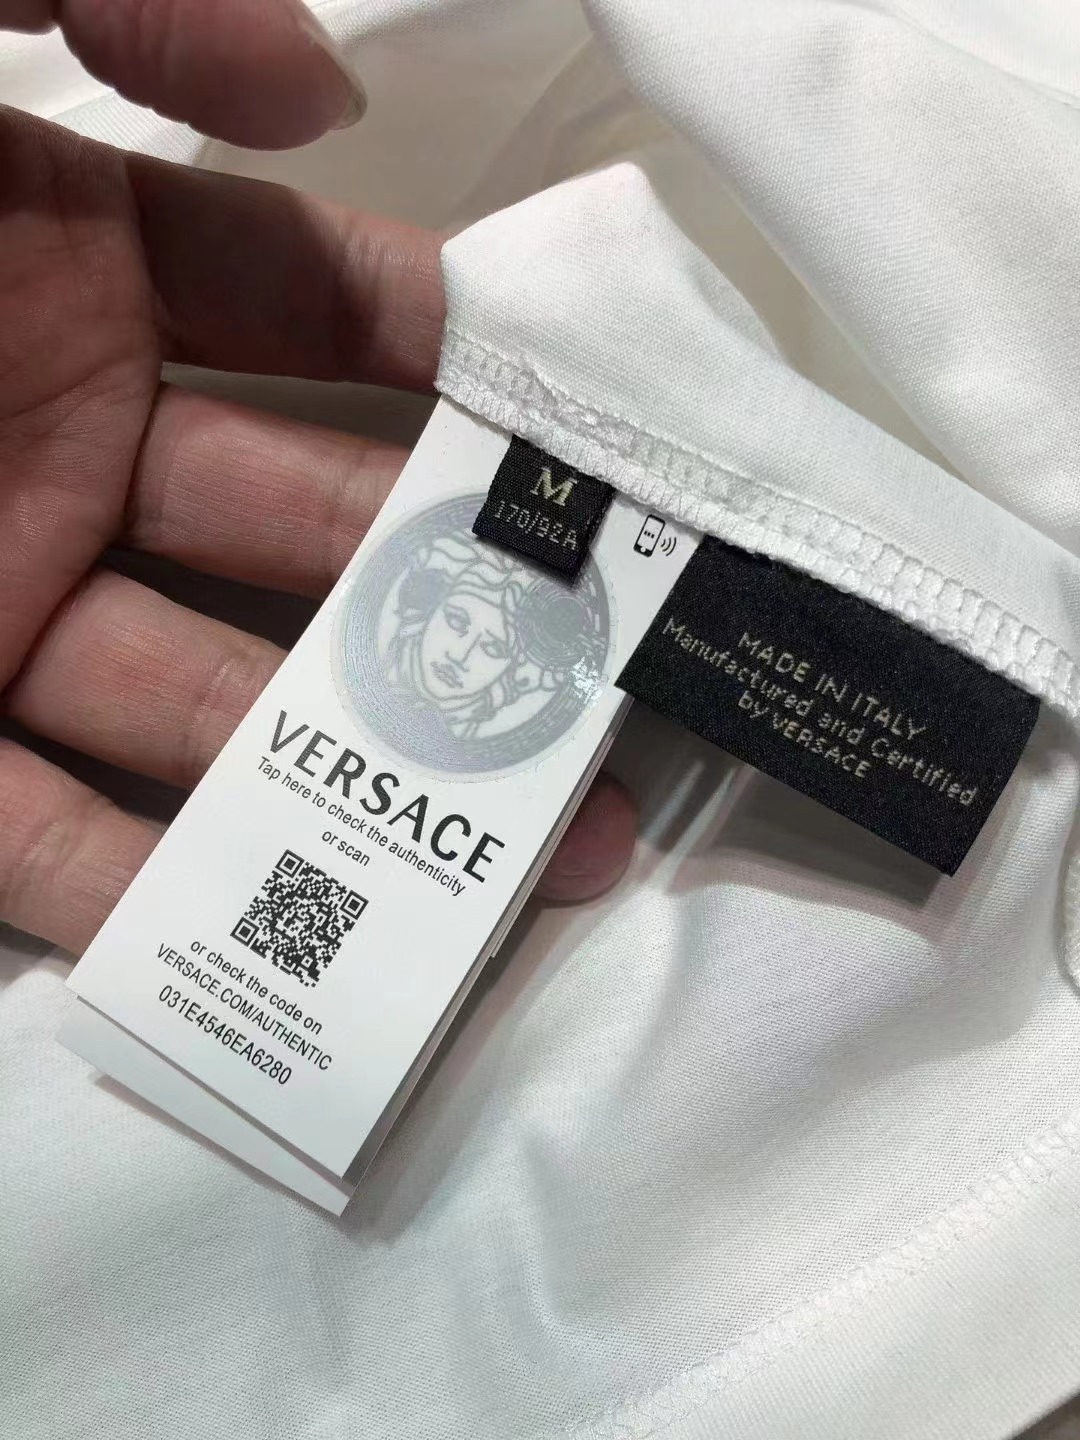 M
170/92A
MADE IN ITALY
Manufactured and Certified
by VERSACE
VERSACE
Tap here to check the authenticity
or scan
or check the code on
VERSACE.COM/AUTHENTIC
031E4546EA6280